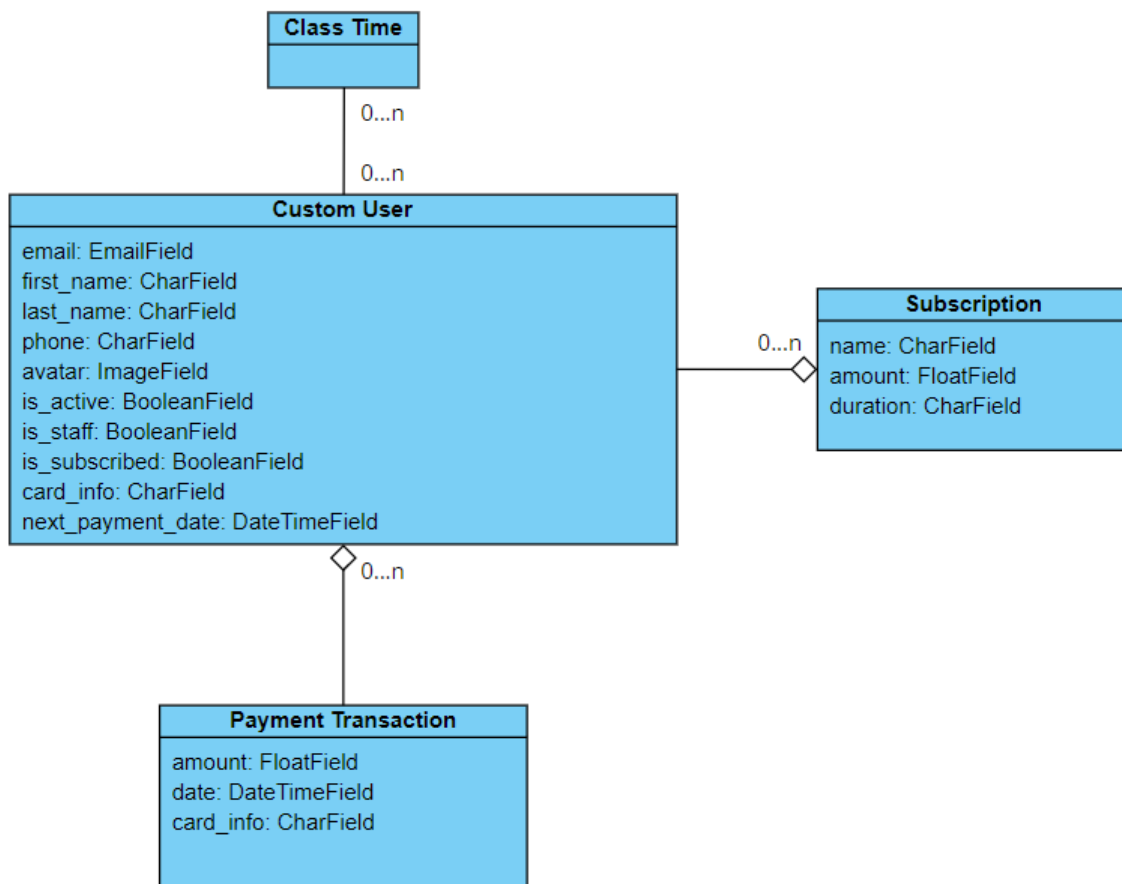 Class Time
0...n
0...n
Custom User
email: EmailField
first_name: CharField
last_name: CharField
phone: CharField
avatar: ImageField
is_active: BooleanField
is_staff: BooleanField
is_subscribed: BooleanField
card_info: CharField
next_payment_date: DateTimeField
0...n
Subscription
name: CharField
amount: FloatField
duration: CharField
0...n
Payment Transaction
amount: FloatField
date: DateTimeField
card_info: CharField